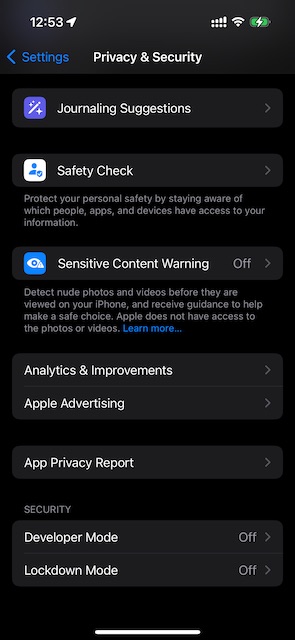 12:53
Settings
Privacy & Security
Journaling Suggestions
Safety Check
Protect your personal safety by staying aware of
which people, apps, and devices have access to your
information.
Sensitive Content Warning Off
Detect nude photos and videos before they are
viewed on your iPhone, and receive guidance to help
make a safe choice. Apple does not have access to
the photos or videos. Learn more...
Analytics & Improvements
Apple Advertising
App Privacy Report
SECURITY
Developer Mode Off
Lockdown Mode Off